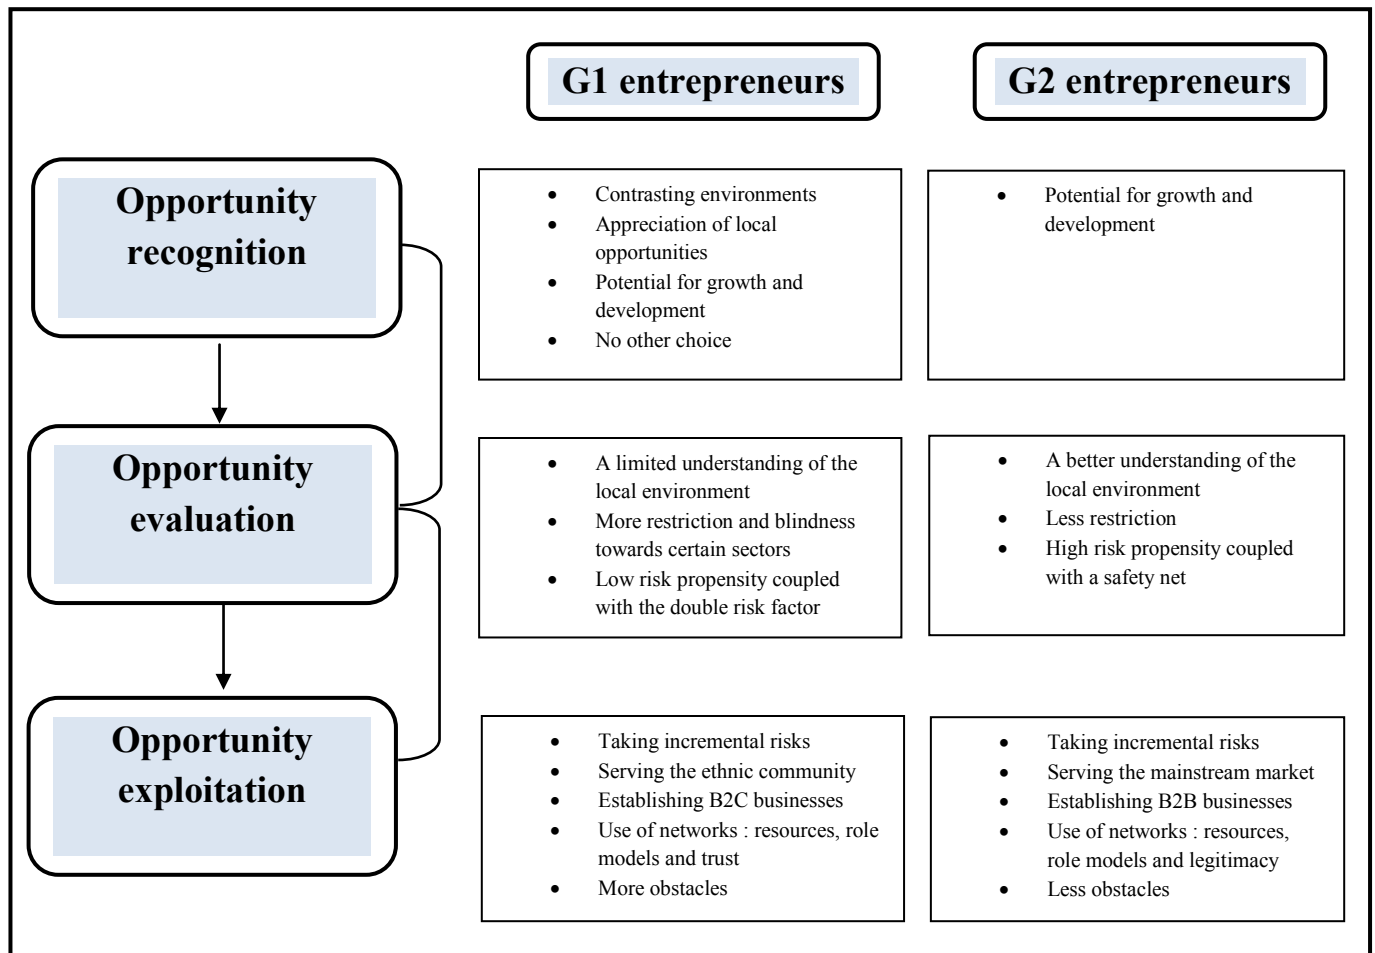 G1 entrepreneurs
G2 entrepreneurs
Opportunity
recognition
• Contrasting environments
• Appreciation of local
opportunities
• Potential for growth and
development
• No other choice
• Potential for growth and
development
Opportunity
evaluation
• A limited understanding of the
local environment
• More restriction and blindness
towards certain sectors
• Low risk propensity coupled
with the double risk factor
• A better understanding of the
local environment
• Less restriction
• High risk propensity coupled
with a safety net
Opportunity
exploitation
• Taking incremental risks
• Serving the ethnic community
• Establishing B2C businesses
• Use of networks : resources, role
models and trust
• More obstacles
• Taking incremental risks
• Serving the mainstream market
• Establishing B2B businesses
• Use of networks : resources,
role models and legitimacy
• Less obstacles